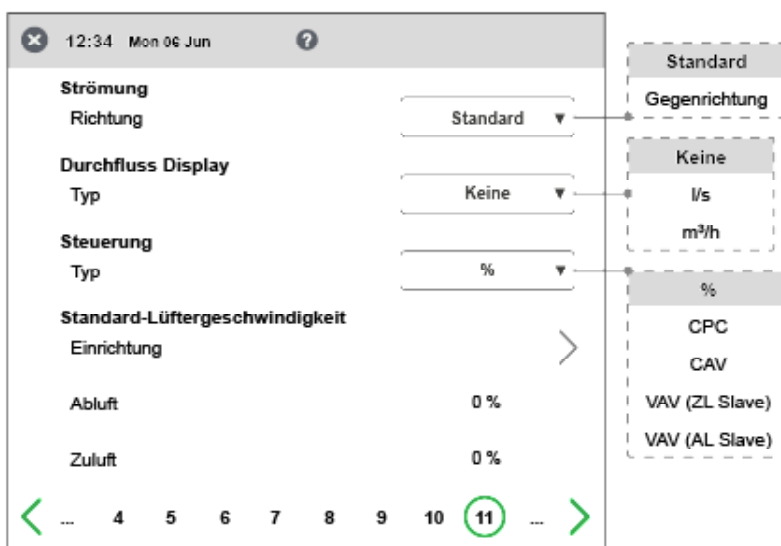 12:34 Mon 06 Jun ?
Strömung
Richtung Standard
Durchfluss Display
Typ Keine
Steuerung
Typ %
Standard-Lüftergeschwindigkeit
Einrichtung
Abluft 0 %
Zuluft 0 %
... 4 5 6 7 8 9 10 11 ...
Standard
Gegenrichtung
Keine
l/s
m³/h
%
CPC
CAV
VAV (ZL Slave)
VAV (AL Slave)